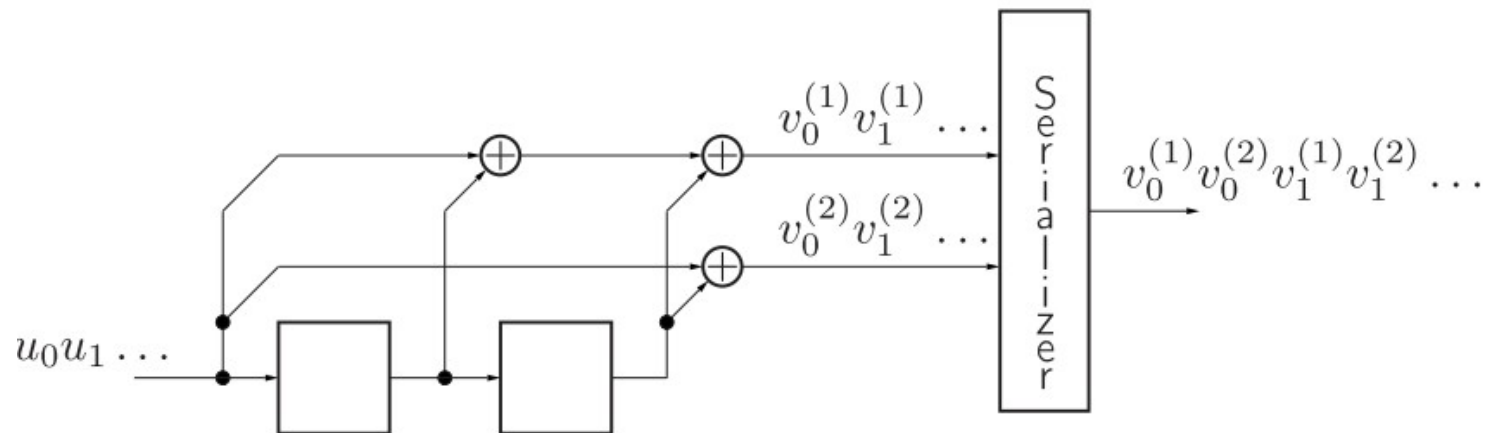 v_0^{(1)} v_1^{(1)} ...
v_0^{(2)} v_1^{(2)} ...
u_0 u_1 ...
Serializer
v_0^{(1)} v_0^{(2)} v_1^{(1)} v_1^{(2)} ...